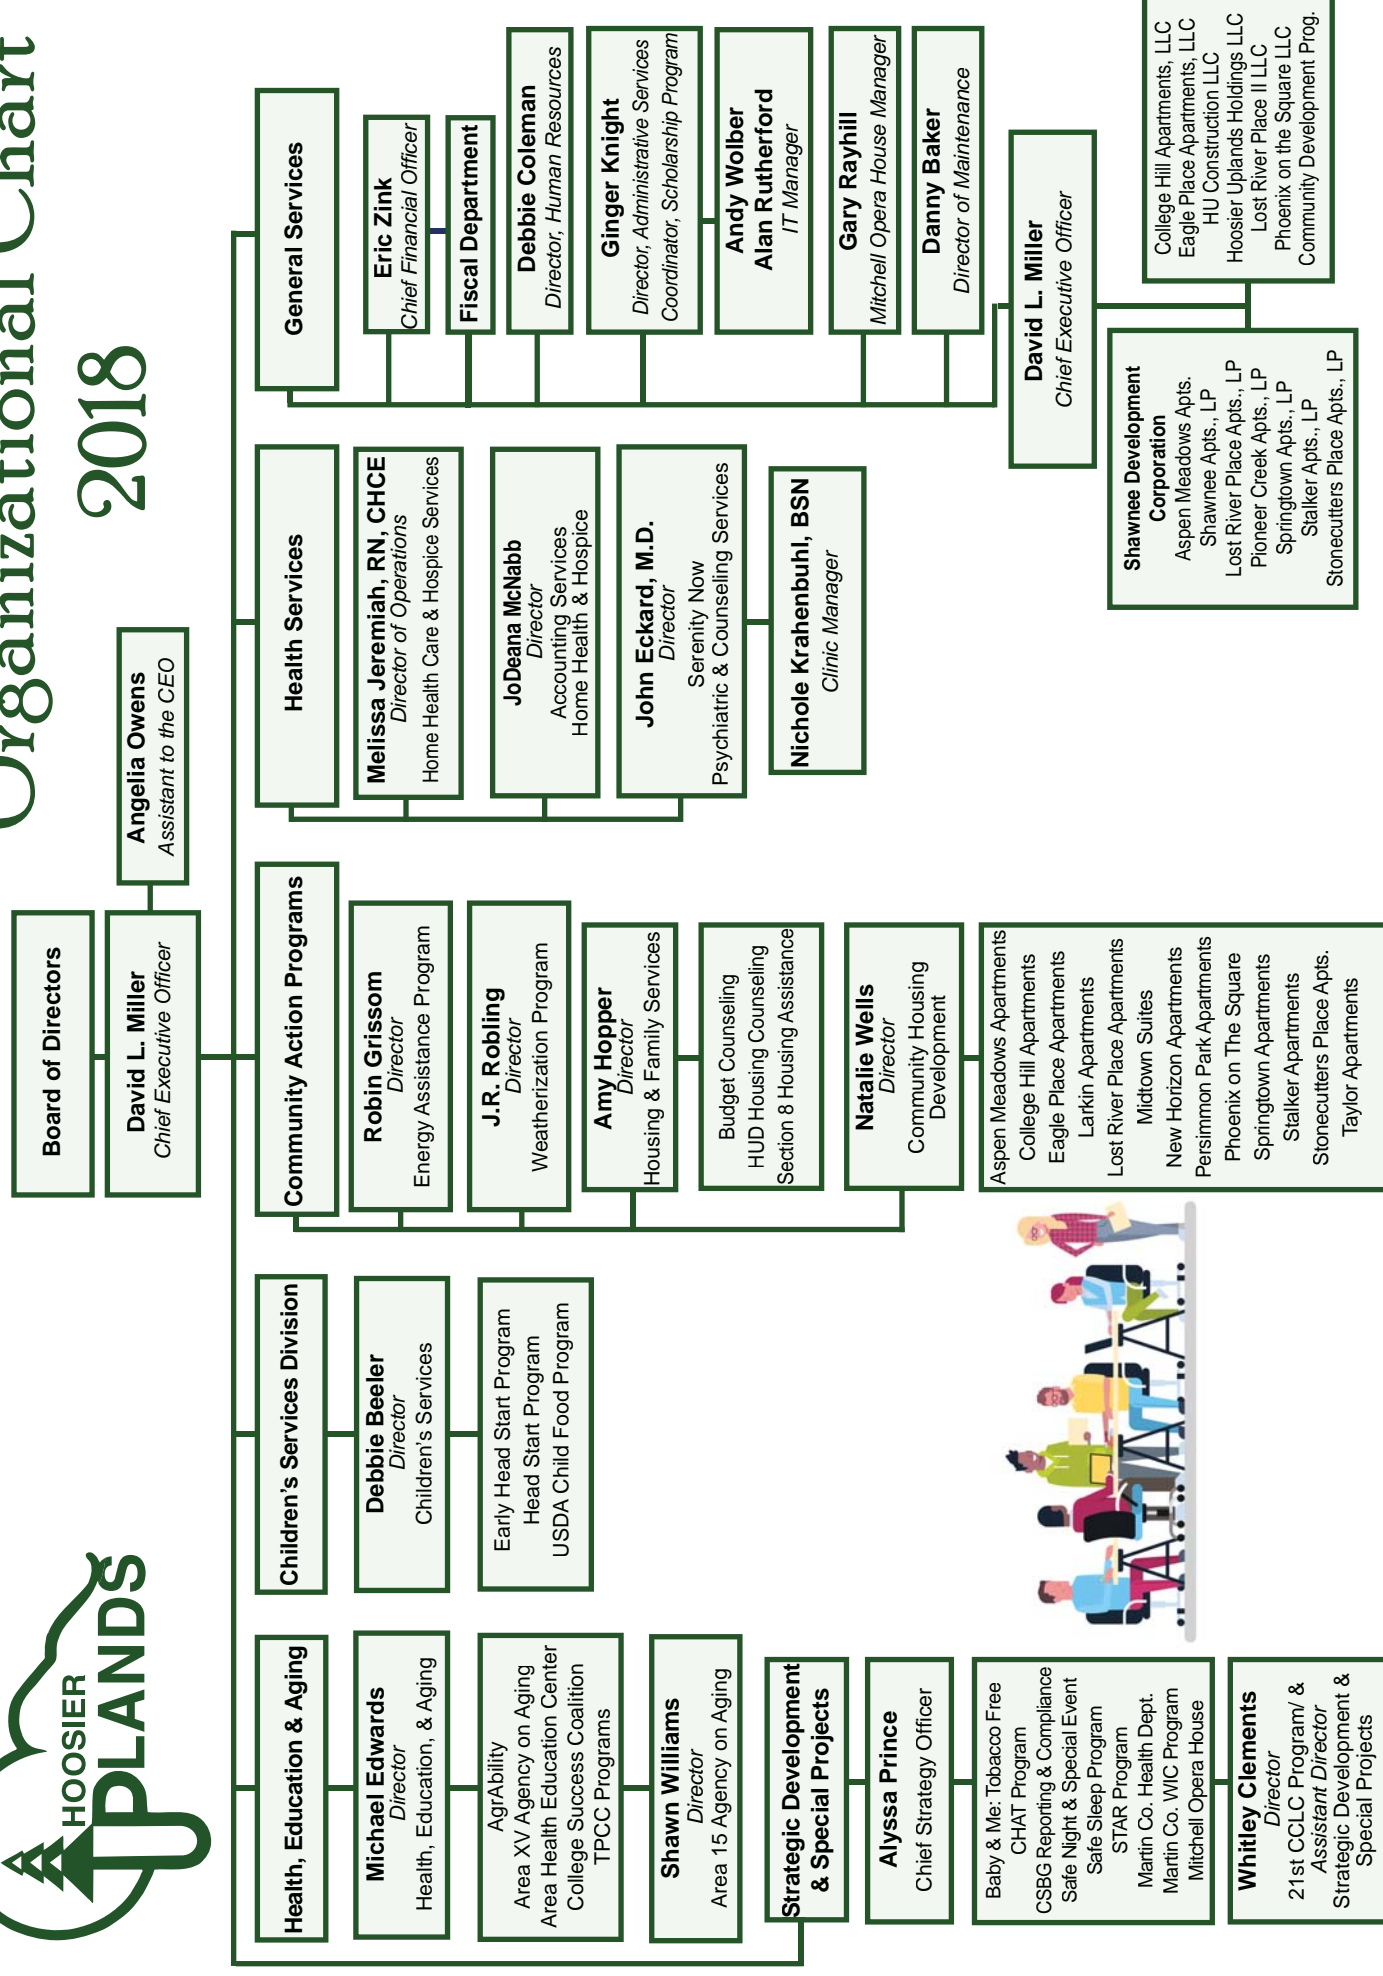 HOOSIER
UPLANDS
Organizational Chart
2018
Board of Directors
David L. Miller
Chief Executive Officer
Angelia Owens
Assistant to the CEO
Health, Education & Aging
Michael Edwards
Director
Health, Education, & Aging
AgrAbility
Area XV Agency on Aging
Area Health Education Center
College Success Coalition
TPCC Programs
Shawn Williams
Director
Area 15 Agency on Aging
Strategic Development
& Special Projects
Alyssa Prince
Chief Strategy Officer
Baby & Me: Tobacco Free
CHAT Program
CSBG Reporting & Compliance
Safe Night & Special Event
Safe Sleep Program
STAR Program
Martin Co. Health Dept.
Martin Co. WIC Program
Mitchell Opera House
Whitley Clements
Director
21st CCLC Program/ &
Assistant Director
Strategic Development &
Special Projects
Children's Services Division
Debbie Beeler
Director
Children's Services
Early Head Start Program
Head Start Program
USDA Child Food Program
Community Action Programs
Robin Grissom
Director
Energy Assistance Program
J.R. Robling
Director
Weatherization Program
Amy Hopper
Director
Housing & Family Services
Budget Counseling
HUD Housing Counseling
Section 8 Housing Assistance
Natalie Wells
Director
Community Housing
Development
Aspen Meadows Apartments
College Hill Apartments
Eagle Place Apartments
Larkin Apartments
Lost River Place Apartments
Midtown Suites
New Horizon Apartments
Persimmon Park Apartments
Phoenix on The Square
Springtown Apartments
Stalker Apartments
Stonecutters Place Apts.
Taylor Apartments
Health Services
Melissa Jeremiah, RN, CHCE
Director of Operations
Home Health Care & Hospice Services
JoDeana McNabb
Director
Accounting Services
Home Health & Hospice
John Eckard, M.D.
Director
Serenity Now
Psychiatric & Counseling Services
Nichole Krahenbuhl, BSN
Clinic Manager
General Services
Eric Zink
Chief Financial Officer
Fiscal Department
Debbie Coleman
Director, Human Resources
Ginger Knight
Director, Administrative Services
Coordinator, Scholarship Program
Andy Wolber
Alan Rutherford
IT Manager
Gary Rayhill
Mitchell Opera House Manager
Danny Baker
Director of Maintenance
David L. Miller
Chief Executive Officer
Shawnee Development
Corporation
Aspen Meadows Apts.
Shawnee Apts., LP
Lost River Place Apts., LP
Pioneer Creek Apts., LP
Springtown Apts., LP
Stalker Apts., LP
Stonecutters Place Apts., LP
College Hill Apartments, LLC
Eagle Place Apartments, LLC
HU Construction LLC
Hoosier Uplands Holdings LLC
Lost River Place II LLC
Phoenix on the Square LLC
Community Development Prog.